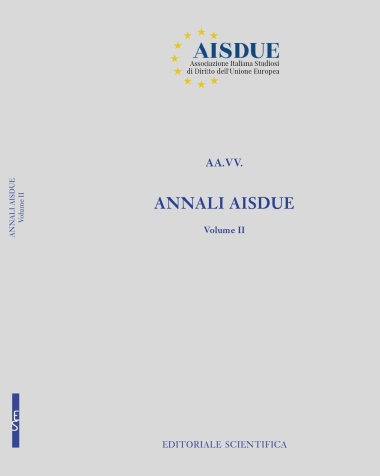 AISDUE
Associazione Italiana Studiosi
di Diritto dell'Unione Europea
AA.VV.
ANNALI AISDUE
Volume II
EDITORIALE SCIENTIFICA
ANNALI AISDUE
Volume II
ES